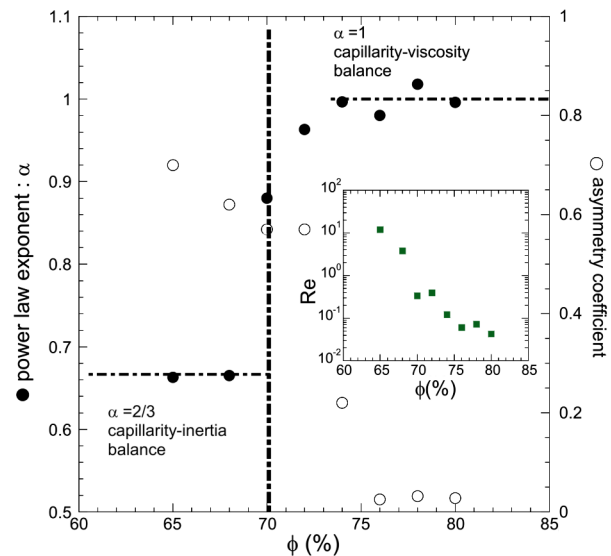 1.1
1
0.9
0.8
0.7
0.6
0.5
● power law exponent : α
α =1
capillarity-viscosity
balance
α =2/3
capillarity-inertia
balance
10²
10¹
10⁰
10⁻¹
10⁻²
Re
60 65 70 75 80 85
ϕ(%)
1
0.8
0.6
0.4
0.2
0
○ asymmetry coefficient
60 65 70 75 80 85
ϕ (%)